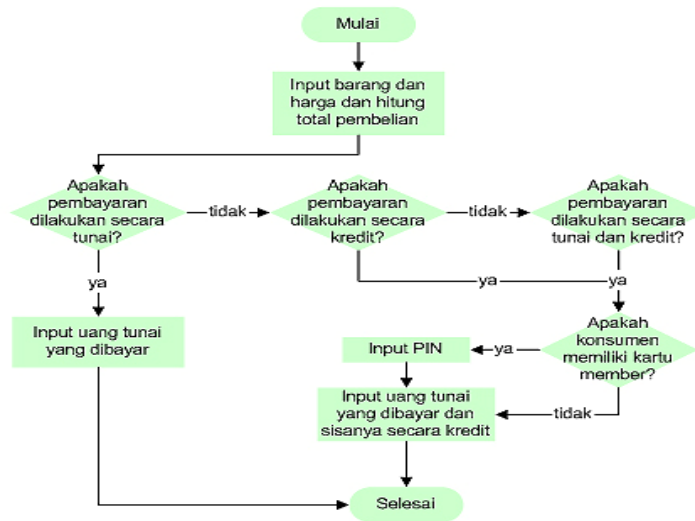 Mulai
Input barang dan
harga dan hitung
total pembelian
Apakah
pembayaran
dilakukan secara
tunai?
tidak
Apakah
pembayaran
dilakukan secara
kredit?
tidak
Apakah
pembayaran
dilakukan secara
tunai dan kredit?
ya
ya
ya
Input uang tunai
yang dibayar
Apakah
konsumen
memiliki kartu
member?
ya
Input PIN
tidak
Input uang tunai
yang dibayar dan
sisanya secara kredit
Selesai